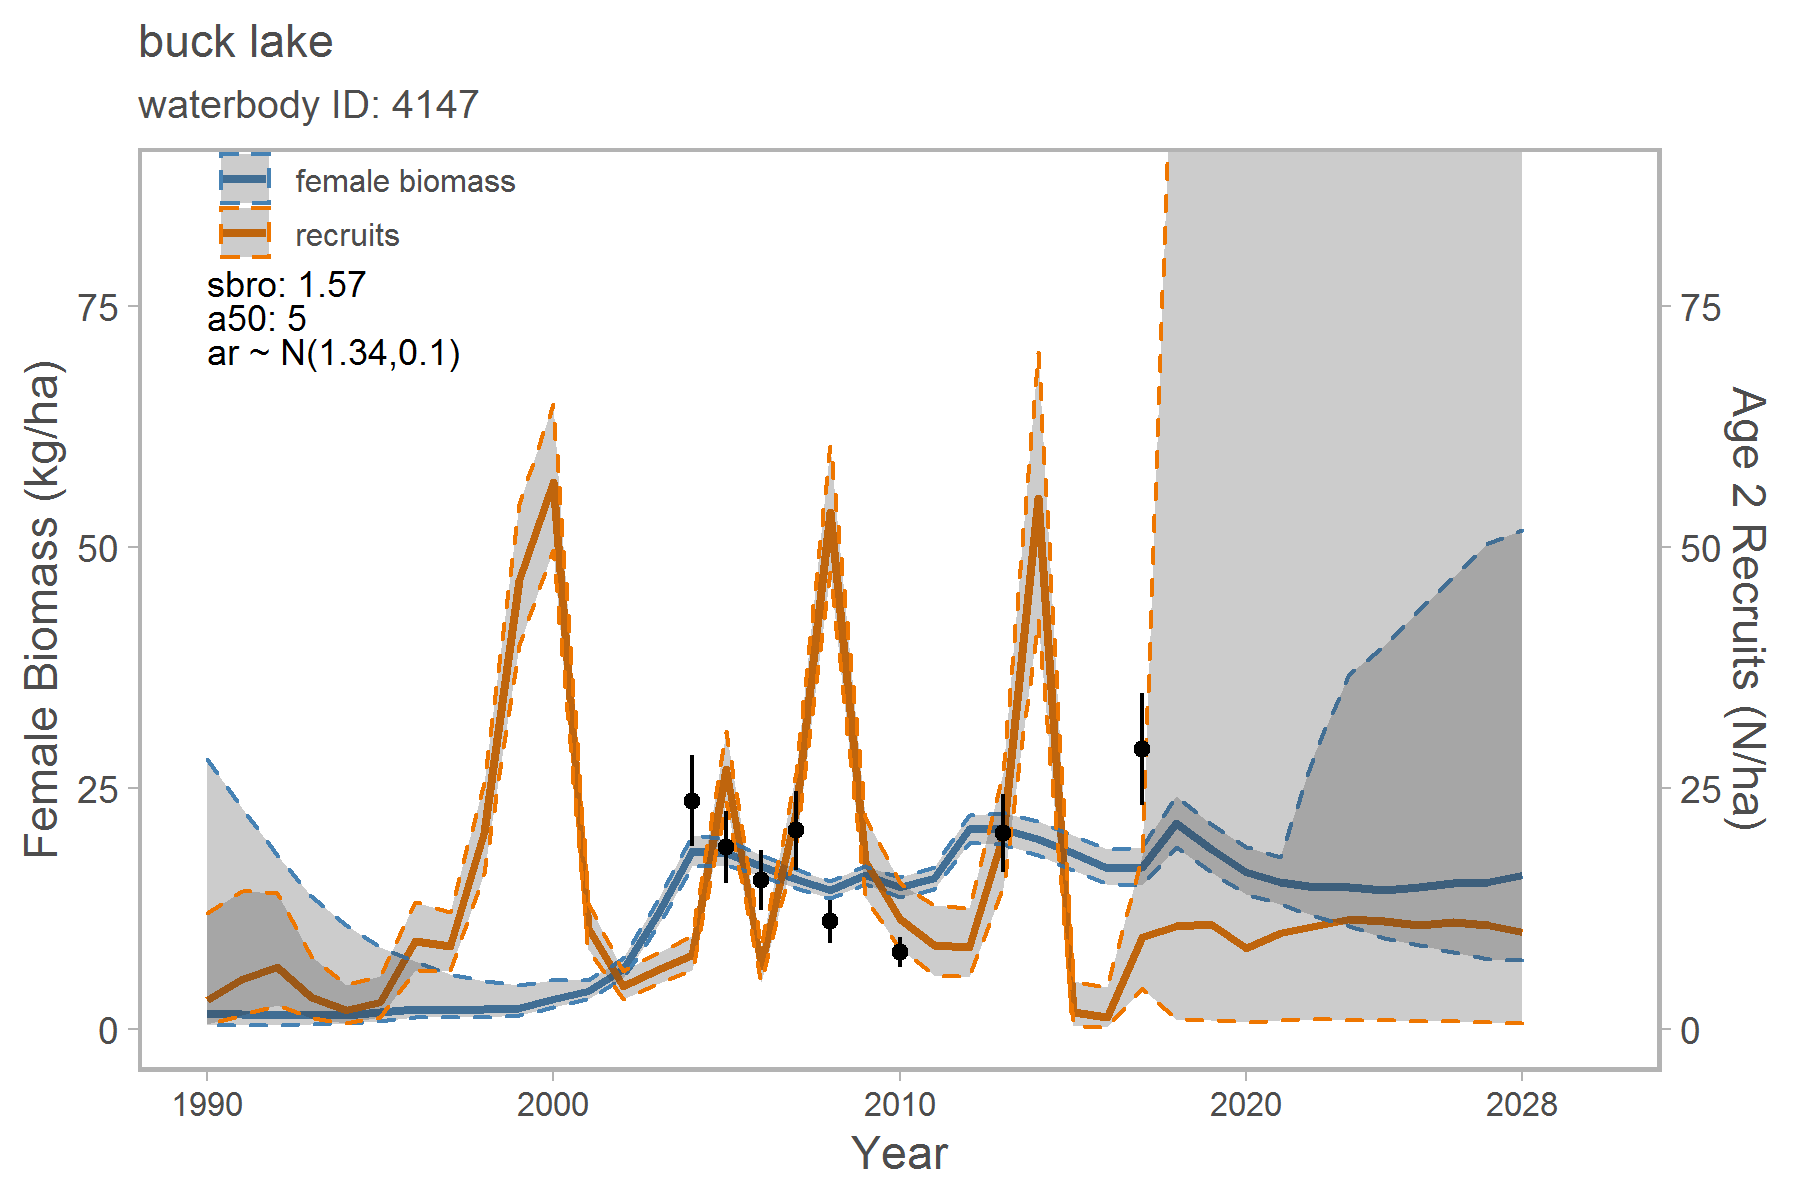 buck lake
waterbody ID: 4147
female biomass
recruits
sbro: 1.57
a50: 5
ar ~ N(1.34,0.1)
Female Biomass (kg/ha)
75
50
25
0
75
50
25
0
Age 2 Recruits (N/ha)
1990
2000
2010
2020
2028
Year